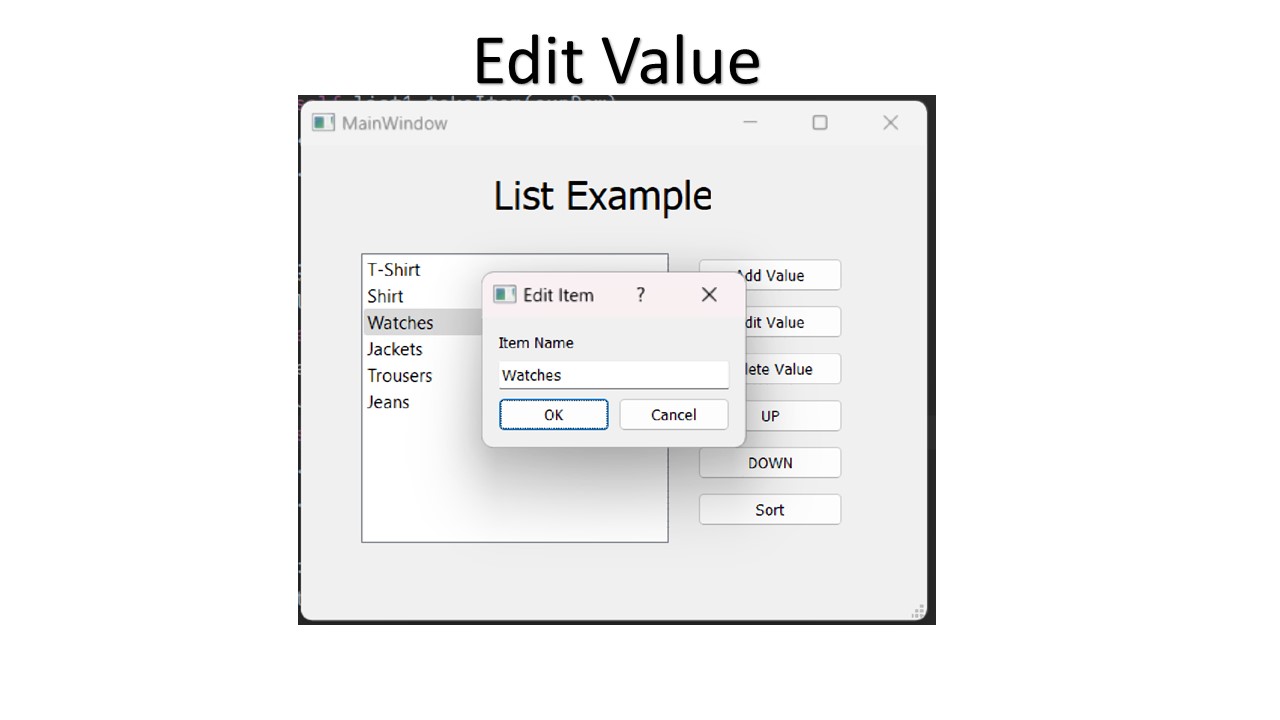 Edit Value
MainWindow
List Example
T-Shirt
Shirt
Watches
Jackets
Trousers
Jeans
Edit Item ?
Item Name
Watches
OK Cancel
dd Value
dit Value
lete Value
UP
DOWN
Sort